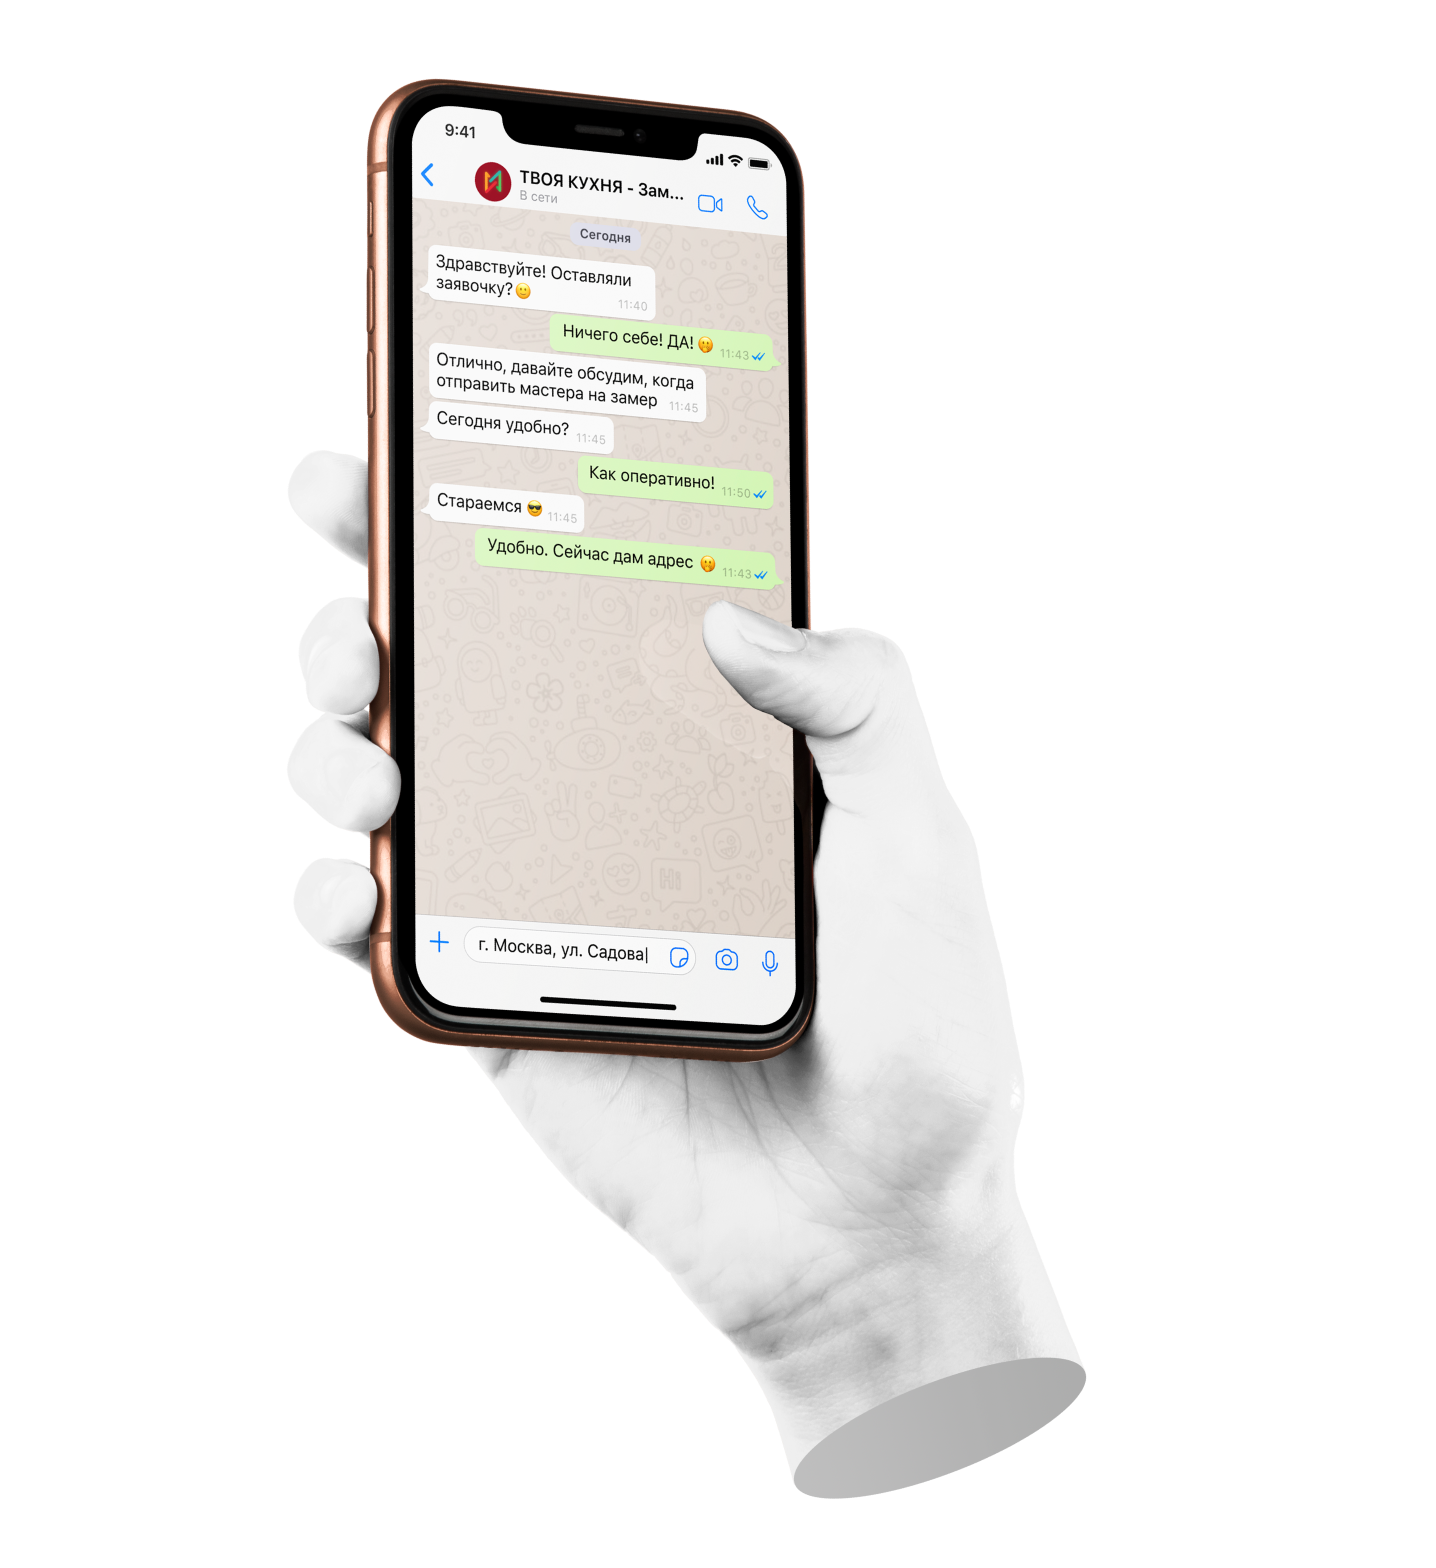 9:41
ТВОЯ КУХНЯ - Зам...
В сети
Сегодня
Здравствуйте! Оставляли
заявочку?🙂
11:40
Ничего себе! ДА! 🤭 11:43
Отлично, давайте обсудим, когда
отправить мастера на замер 11:45
Сегодня удобно? 11:45
Как оперативно! 11:50
Стараемся 😎 11:45
Удобно. Сейчас дам адрес 🤭 11:43
Hi
г. Москва, ул. Садова